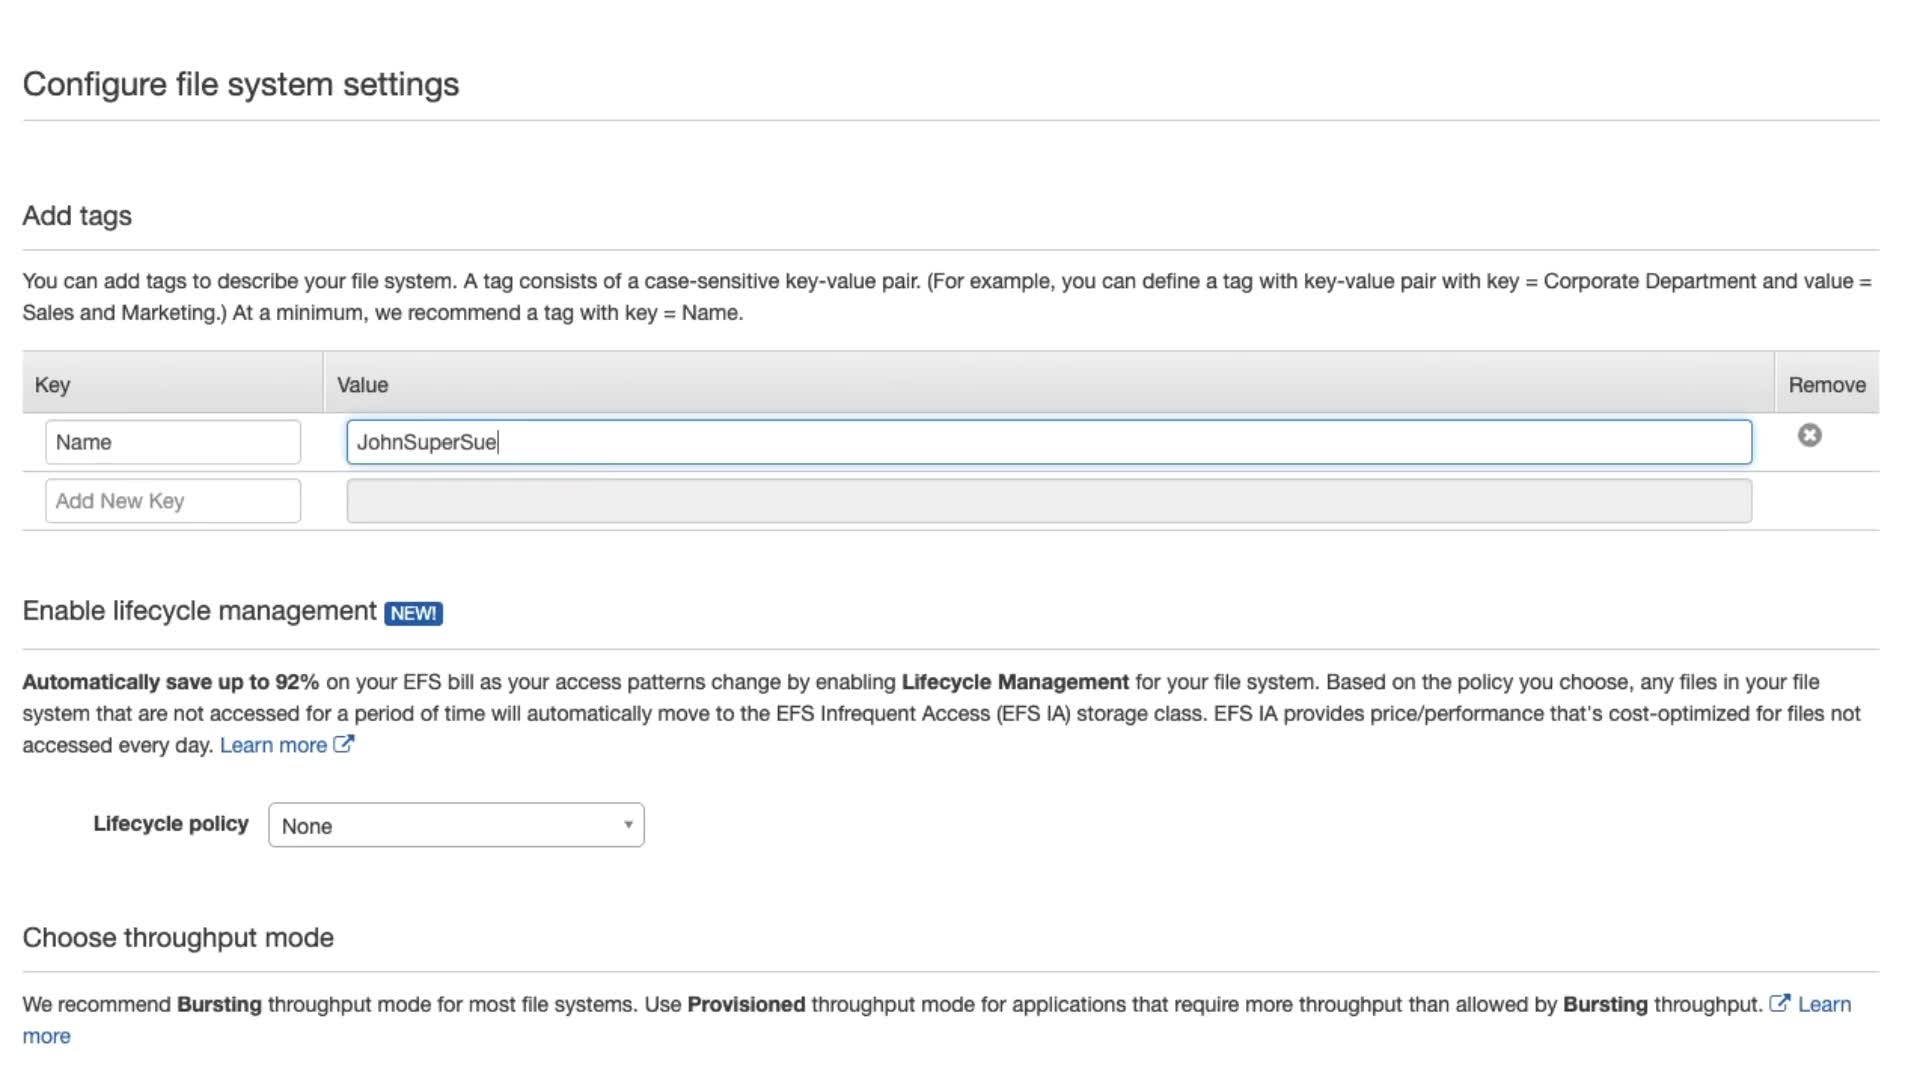 Configure file system settings
Add tags
You can add tags to describe your file system. A tag consists of a case-sensitive key-value pair. (For example, you can define a tag with key-value pair with key = Corporate Department and value =
Sales and Marketing.) At a minimum, we recommend a tag with key = Name.
Key Value Remove
Name JohnSuperSue
Add New Key
Enable lifecycle management NEW!
Automatically save up to 92% on your EFS bill as your access patterns change by enabling Lifecycle Management for your file system. Based on the policy you choose, any files in your file
system that are not accessed for a period of time will automatically move to the EFS Infrequent Access (EFS IA) storage class. EFS IA provides price/performance that's cost-optimized for files not
accessed every day. Learn more
Lifecycle policy None
Choose throughput mode
We recommend Bursting throughput mode for most file systems. Use Provisioned throughput mode for applications that require more throughput than allowed by Bursting throughput. Learn
more